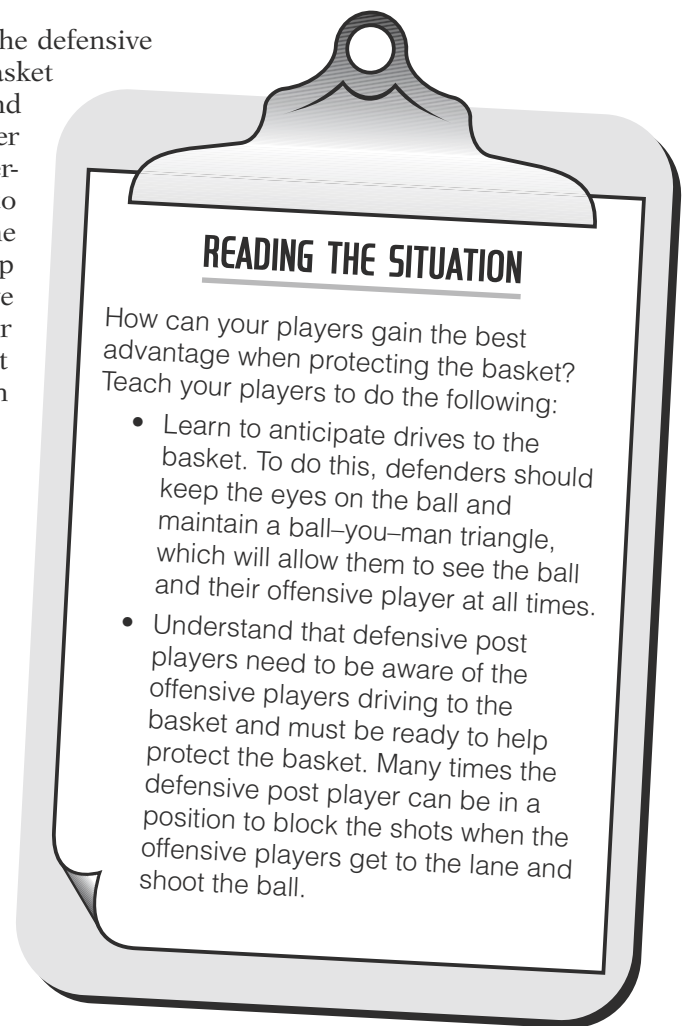 he defensive
READING THE SITUATION
How can your players gain the best
advantage when protecting the basket?
Teach your players to do the following:
• Learn to anticipate drives to the
basket. To do this, defenders should
keep the eyes on the ball and
maintain a ball–you–man triangle,
which will allow them to see the ball
and their offensive player at all times.
• Understand that defensive post
players need to be aware of the
offensive players driving to the
basket and must be ready to help
protect the basket. Many times the
defensive post player can be in a
position to block the shots when the
offensive players get to the lane and
shoot the ball.